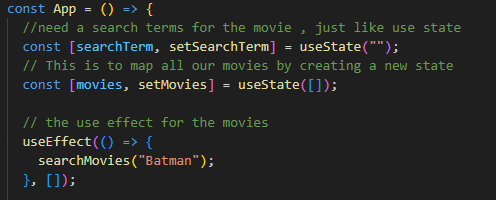 const App = () => {
//need a search terms for the movie , just like use state
const [searchTerm, setSearchTerm] = useState("");
// This is to map all our movies by creating a new state
const [movies, setMovies] = useState([]);
// the use effect for the movies
useEffect(() => {
searchMovies("Batman");
}, []);